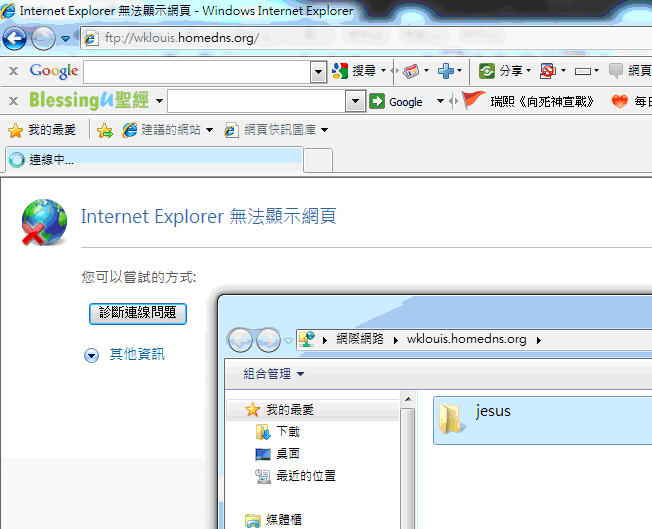 Internet Explorer 無法顯示網頁 - Windows Internet Explorer
ftp://wklouis.homedns.org/
x Google 搜尋 分享 網頁
x BlessingU聖經 Google 瑞熙《向死神宣戰》 每日
我的最愛 建議的網站 網頁快訊圖庫
連線中...
Internet Explorer 無法顯示網頁
您可以嘗試的方式:
診斷連線問題
其他資訊
網際網路 wklouis.homedns.org
組合管理
我的最愛
下載
桌面
最近的位置
媒體櫃
jesus